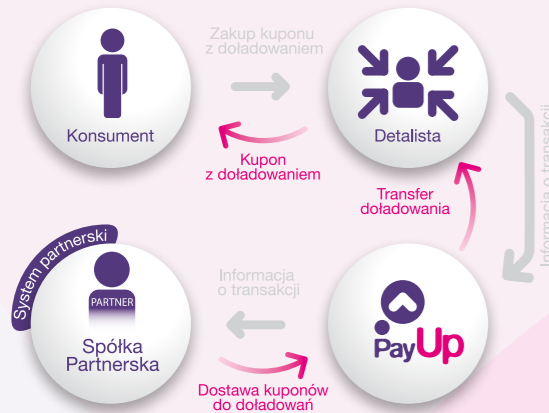 Zakup kuponu
z doładowaniem
Konsument
Detalista
Kupon
z doładowaniem
Informacja o transakcji
Transfer
doładowania
System partnerski
PARTNER
Informacja
o transakcji
Spółka
Partnerska
PayUp
Dostawa kuponów
do doładowań